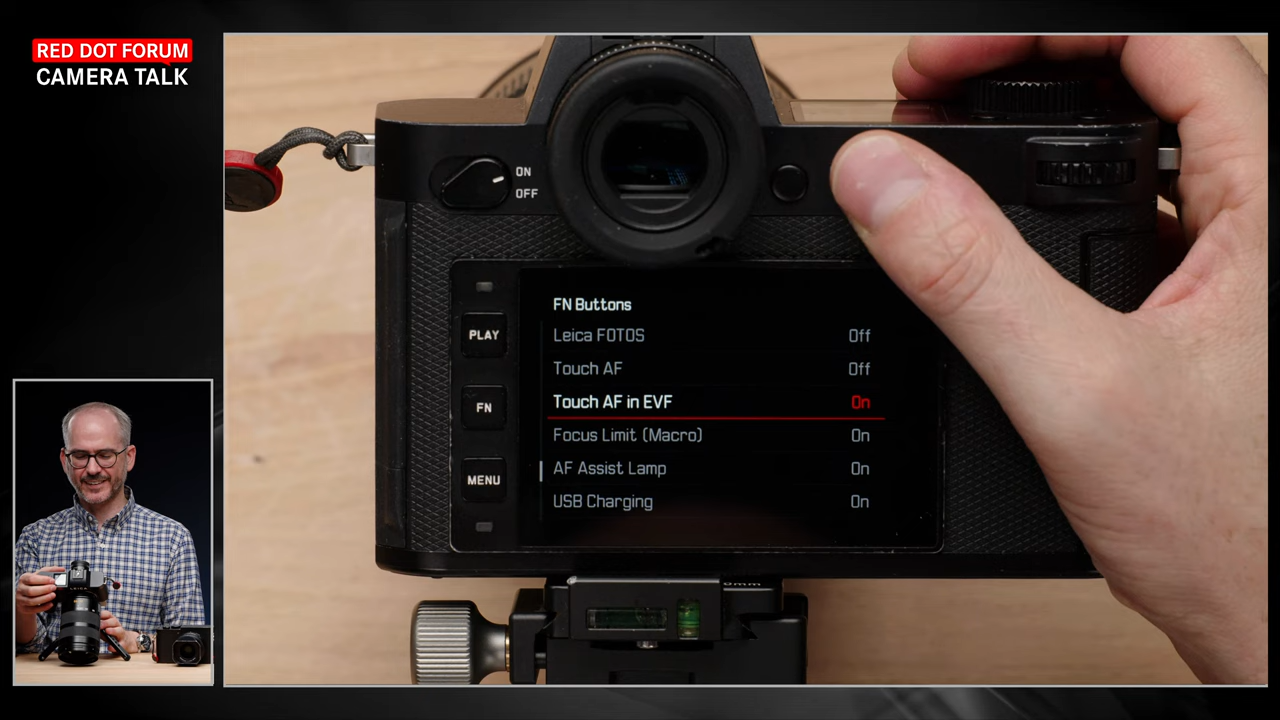 RED DOT FORUM
CAMERA TALK
ON
OFF
PLAY
FN
MENU
FN Buttons
Leica FOTOS Off
Touch AF Off
Touch AF in EVF On
Focus Limit (Macro) On
AF Assist Lamp On
USB Charging On